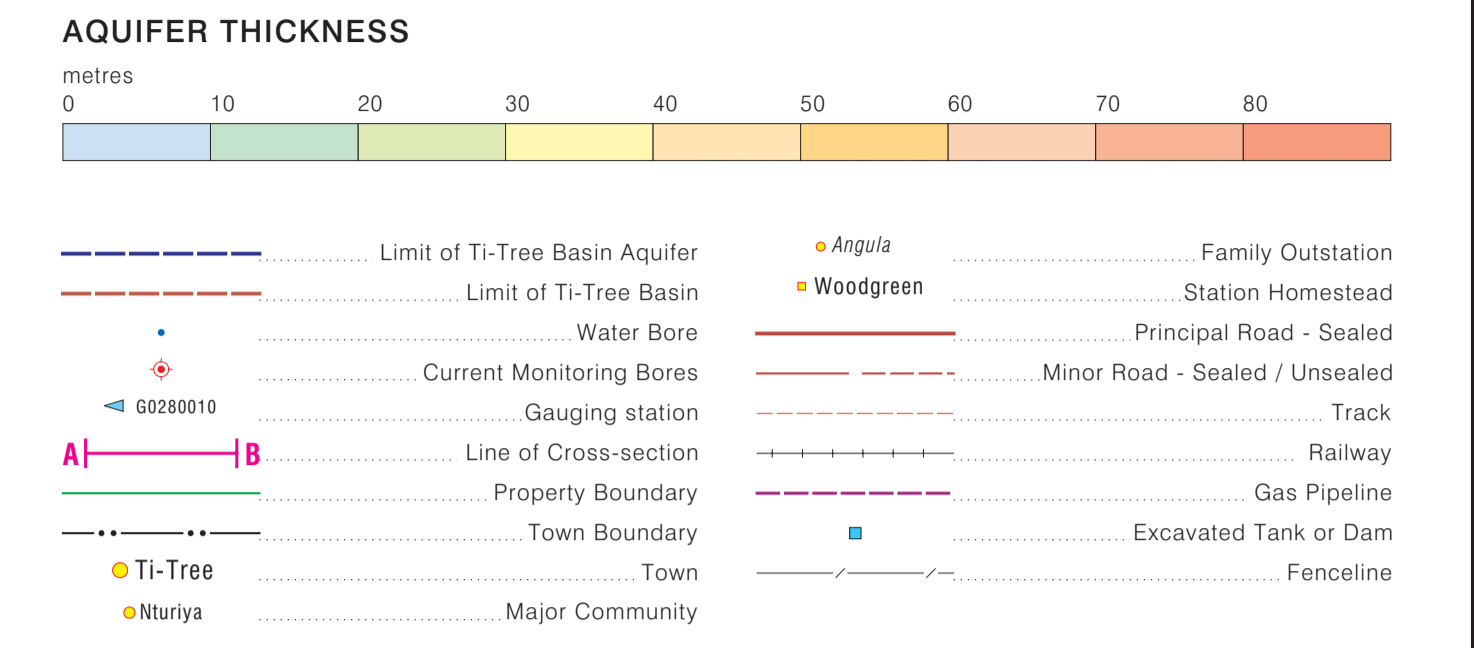 AQUIFER THICKNESS
metres
0 10 20 30 40 50 60 70 80
Limit of Ti-Tree Basin Aquifer
Limit of Ti-Tree Basin
Water Bore
Current Monitoring Bores
G0280010 Gauging station
A B Line of Cross-section
Property Boundary
Town Boundary
Ti-Tree Town
Nturiya Major Community
Angula Family Outstation
Woodgreen Station Homestead
Principal Road - Sealed
Minor Road - Sealed / Unsealed
Track
Railway
Gas Pipeline
Excavated Tank or Dam
Fenceline